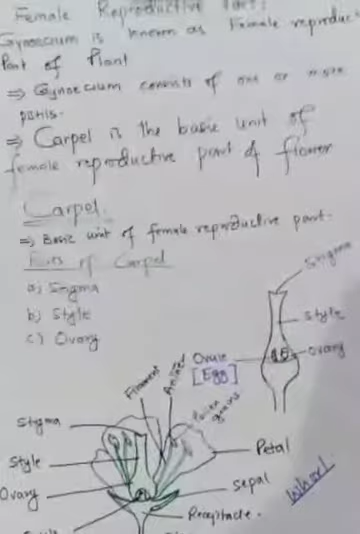 Female Reproductive Part:
Gynoecium is known as Female reproduc-
Part of Plant
⇒ Gynoecium consists of one or more
pistils.
⇒ Carpel is the basic unit of
female reproductive part of flower
Carpel.
⇒ Basic unit of female reproductive part.
Parts of Carpel
a) Stigma
b) Style
c) Ovary
Stigma
Style
Ovule
[Egg]
Ovary
Filament
Anther
Pollen
grains
Stigma
Style
Ovary
Petal
Sepal
Receptacle.
Whorl